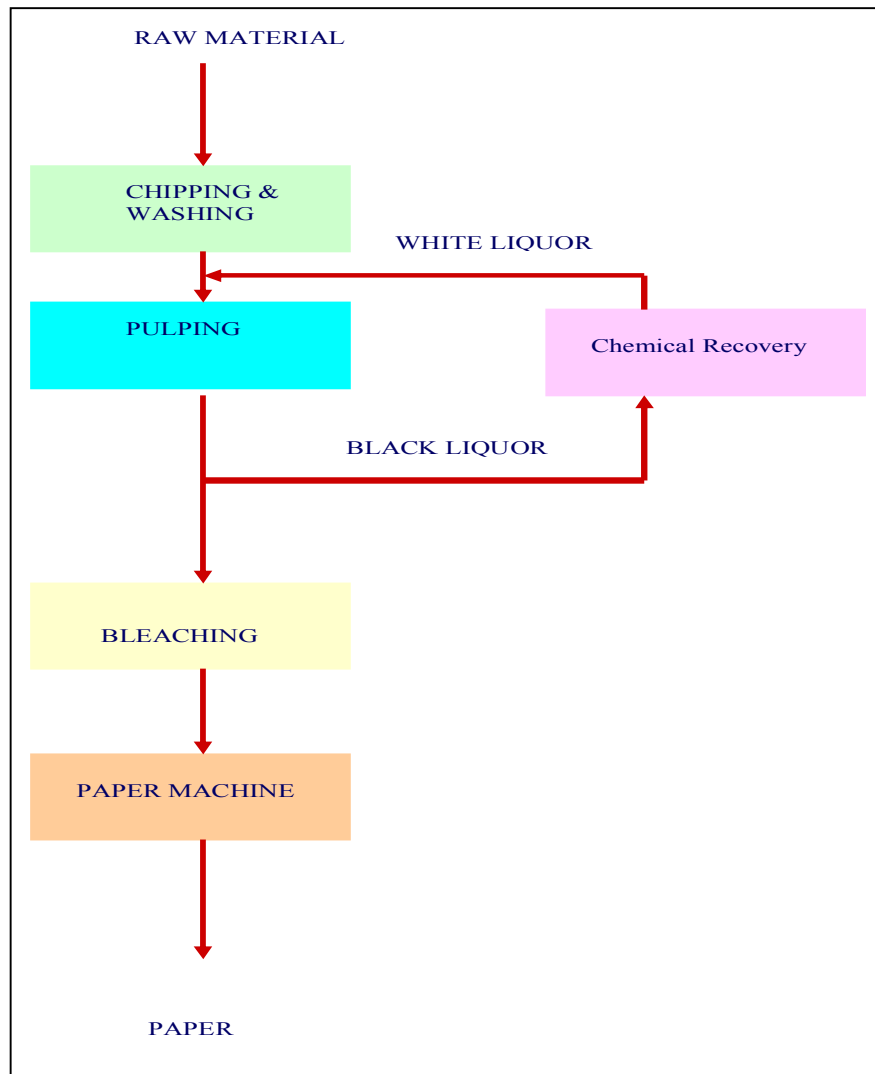 RAW MATERIAL
CHIPPING &
WASHING
WHITE LIQUOR
PULPING
Chemical Recovery
BLACK LIQUOR
BLEACHING
PAPER MACHINE
PAPER